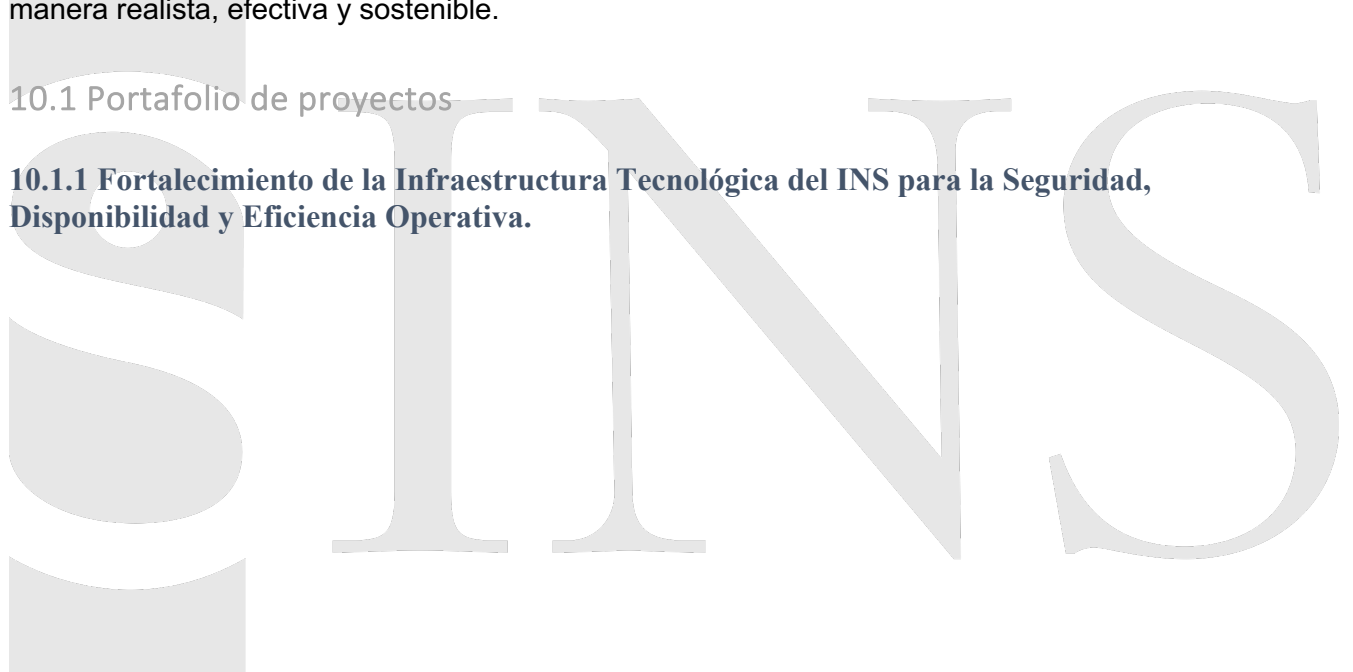 manera realista, efectiva y sostenible.
10.1 Portafolio de proyectos
10.1.1 Fortalecimiento de la Infraestructura Tecnológica del INS para la Seguridad,
Disponibilidad y Eficiencia Operativa.
INS